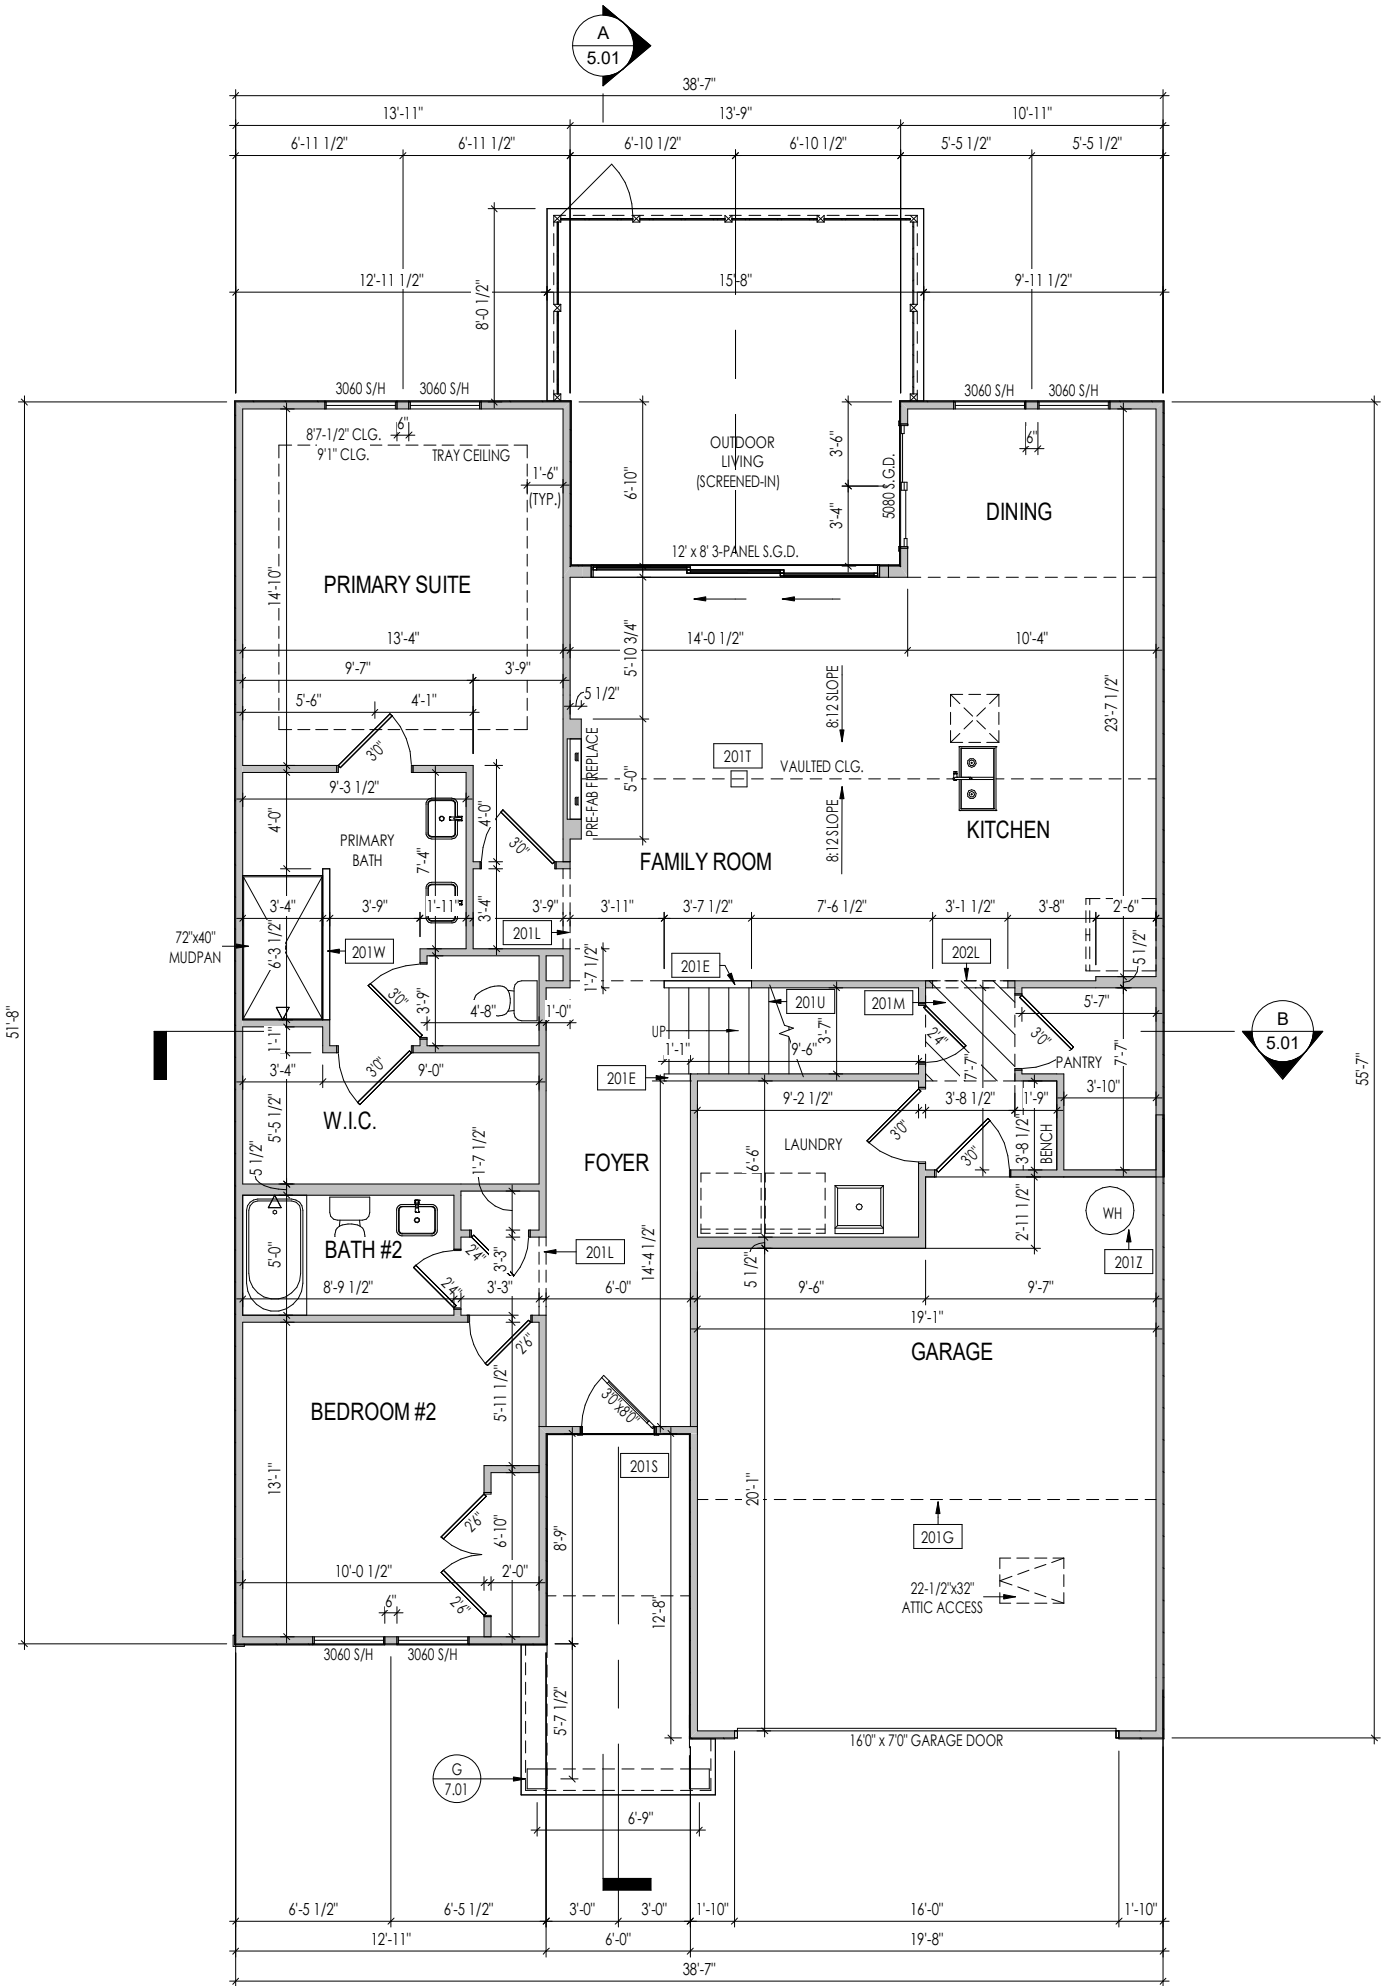 A
5.01
38'-7"
13'-11" 13'-9" 10'-11"
6'-11 1/2" 6'-11 1/2" 6'-10 1/2" 6'-10 1/2" 5'-5 1/2" 5'-5 1/2"
12'-11 1/2" 15'-8" 9'-11 1/2"
8'-0 1/2"
3060 S/H 3060 S/H 3060 S/H 3060 S/H
6" 6"
8'7-1/2" CLG.
9'1" CLG.
TRAY CEILING
1'-6"
(TYP.)
6'-10"
OUTDOOR
LIVING
(SCREENED-IN)
3'-6"
3'-4"
5080 S.G.D.
DINING
12' x 8' 3-PANEL S.G.D.
PRIMARY SUITE
14'-10"
13'-4" 14'-0 1/2" 10'-4"
5'-10 3/4"
9'-7" 3'-9"
5'-6" 4'-1"
5 1/2"
8:12 SLOPE
23'-7 1/2"
3'0"
PRE-FAB FIREPLACE
5'-0"
201T
VAULTED CLG.
8:12 SLOPE
9'-3 1/2"
4'-0"
PRIMARY
BATH
7'-4"
4'-0"
3'0"
KITCHEN
FAMILY ROOM
3'-4" 3'-9" 1'-11" 3'-9" 3'-11" 3'-7 1/2" 7'-6 1/2" 3'-1 1/2" 3'-8" 2'-6"
3'-4"
72"x40"
MUDPAN
6'-3 1/2"
201W
201L
1'-7 1/2"
201E
202L
5 1/2"
3'0"
3'-9"
4'-8"
1'-0"
201U
201M
5'-7"
UP
3'-7"
2'4"
3'0"
51'-8"
55'-7"
B
5.01
1'-1"
3'-4"
3'0"
9'-0"
1'-1"
9'-6"
7'-7"
PANTRY
7'-7"
201E
3'-10"
9'-2 1/2" 3'-8 1/2" 1'-9"
W.I.C.
5'-5 1/2"
1'-7 1/2"
5 1/2"
FOYER
LAUNDRY
6'-6"
3'0"
3'0"
3'-8 1/2"
BENCH
WH
201Z
2'-11 1/2"
BATH #2
5'-0"
2'4"
3'-3"
201L
14'-4 1/2"
5 1/2"
8'-9 1/2" 2'4" 3'-3" 6'-0" 9'-6" 9'-7"
19'-1"
2'6"
GARAGE
5'-11 1/2"
3'0"x8'0"
BEDROOM #2
201S
13'-1"
20'-1"
2'6"
6'-10"
8'-9"
201G
10'-0 1/2" 2'-0"
2'6"
22-1/2"x32"
ATTIC ACCESS
6"
12'-8"
3060 S/H 3060 S/H
5'-7 1/2"
16'0" x 7'0" GARAGE DOOR
G
7.01
6'-9"
6'-5 1/2" 6'-5 1/2" 3'-0" 3'-0" 1'-10" 16'-0" 1'-10"
12'-11" 6'-0" 19'-8"
38'-7"